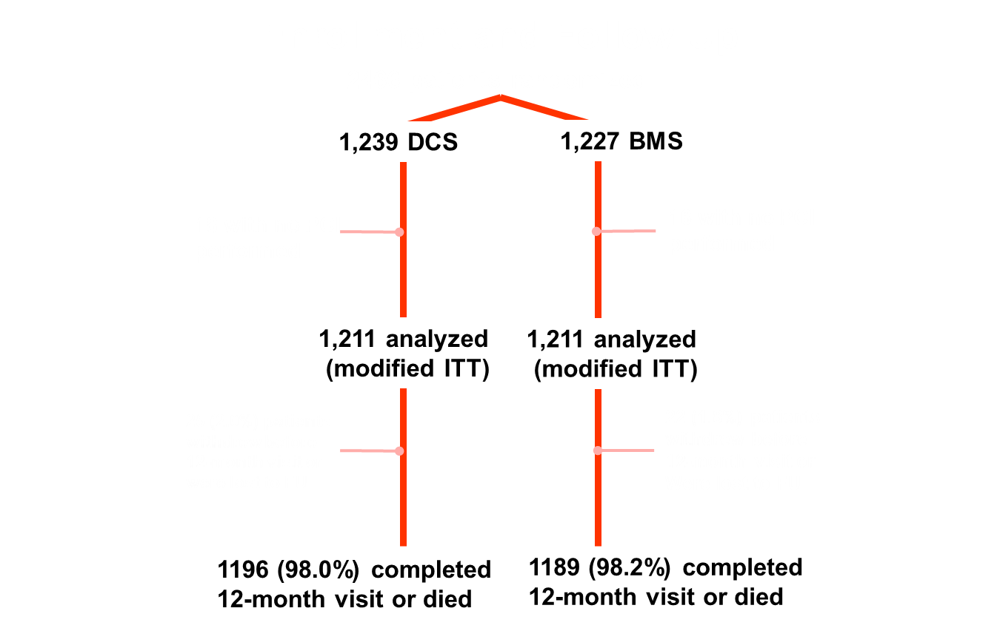 1,239 DCS
1,227 BMS
1,211 analyzed
(modified ITT)
1,211 analyzed
(modified ITT)
1196 (98.0%) completed
12-month visit or died
1189 (98.2%) completed
12-month visit or died